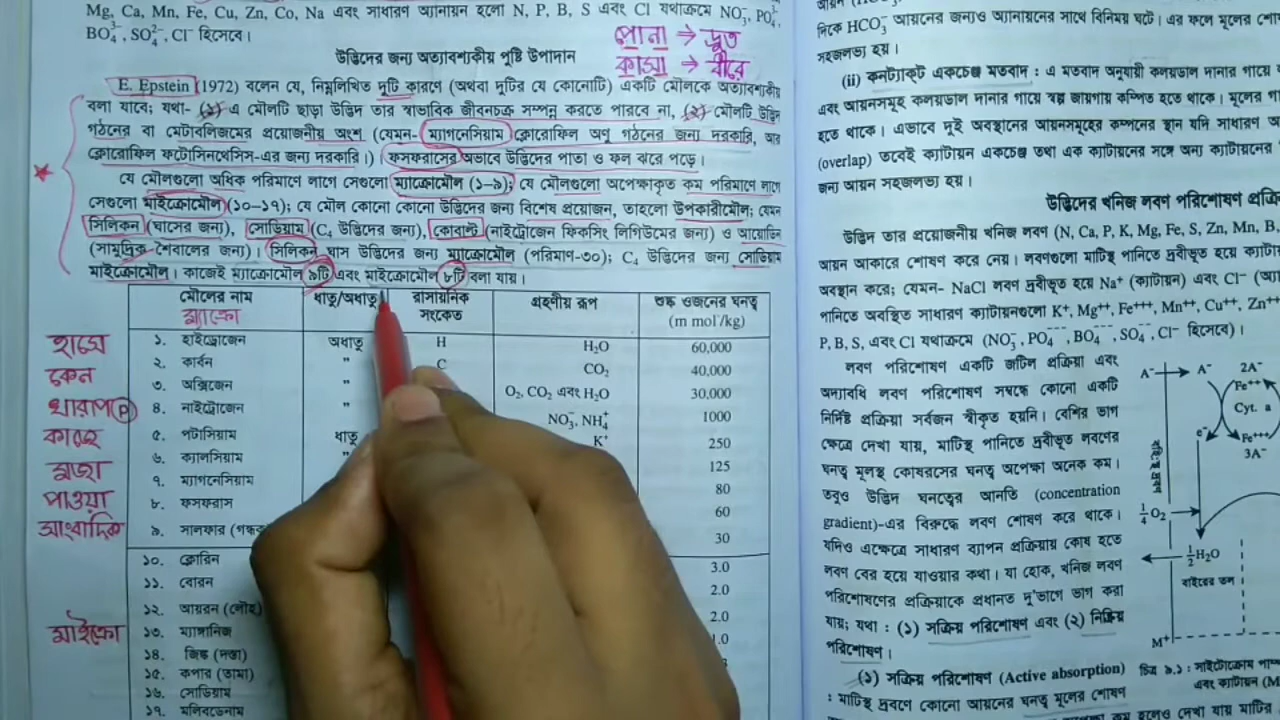 Mg, Ca, Mn, Fe, Cu, Zn, Co, Na এবং সাধারণ অ্যানায়ন হলো N, P, B, S এবং Cl যথাক্রমে NO₃⁻, PO₄⁻,
BO₄⁻⁻⁻, SO₄²⁻, Cl⁻ হিসেবে।
পোনা → দ্রুত
কাসা → ধীরে
উদ্ভিদের জন্য অত্যাবশ্যকীয় পুষ্টি উপাদান
E. Epstein (1972) বলেন যে, নিম্নলিখিত দুটি কারণে (অথবা দুটির যে কোনোটি) একটি মৌলকে অত্যাবশ্যকীয়
বলা যাবে; যথা- (১) এ মৌলটি ছাড়া উদ্ভিদ তার স্বাভাবিক জীবনচক্র সম্পন্ন করতে পারবে না, (২) মৌলটি উদ্ভিদ
গঠনের বা মেটাবলিজমের প্রয়োজনীয় অংশ (যেমন- ম্যাগনেসিয়াম ক্লোরোফিল অণু গঠনের জন্য দরকারি, আর
ক্লোরোফিল ফটোসিনথেসিস-এর জন্য দরকারি।) ফসফরাসের অভাবে উদ্ভিদের পাতা ও ফল ঝরে পড়ে।
যে মৌলগুলো অধিক পরিমাণে লাগে সেগুলো ম্যাক্রোমৌল (১-৯); যে মৌলগুলো অপেক্ষাকৃত কম পরিমাণে লাগে
সেগুলো মাইক্রোমৌল (১০-১৭); যে মৌল কোনো কোনো উদ্ভিদের জন্য বিশেষ প্রয়োজন, তাহলো উপকারীমৌল; যেমন
সিলিকন (ঘাসের জন্য), সোডিয়াম (C₄ উদ্ভিদের জন্য), কোবাল্ট (নাইট্রোজেন ফিকসিং লিগিউমের জন্য) ও আয়োডিন
(সামুদ্রিক শৈবালের জন্য)। সিলিকন ঘাস উদ্ভিদের জন্য ম্যাক্রোমৌল (পরিমাণ-৩০); C₄ উদ্ভিদের জন্য সোডিয়াম
মাইক্রোমৌল। কাজেই ম্যাক্রোমৌল ৯টি এবং মাইক্রোমৌল ৮টি বলা যায়।
মৌলের নাম ধাতু/অধাতু রাসায়নিক সংকেত গ্রহণীয় রূপ শুষ্ক ওজনের ঘনত্ব (m mol/kg)
ম্যাক্রো
হাসে ১. হাইড্রোজেন অধাতু H H₂O 60,000
কেন ২. কার্বন " C CO₂ 40,000
৩. অক্সিজেন " O₂, CO₂ এবং H₂O 30,000
খারাপ (P) ৪. নাইট্রোজেন " NO₃⁻, NH₄⁺ 1000
কাছে ৫. পটাসিয়াম ধাতু K⁺ 250
মজা ৬. ক্যালসিয়াম " 125
৭. ম্যাগনেসিয়াম 80
পাওয়া ৮. ফসফরাস 60
সাংবাদিক ৯. সালফার 30
১০. ক্লোরিন 3.0
১১. বোরন 2.0
১২. আয়রন (লৌহ) 2.0
মাইক্রো ১৩. ম্যাঙ্গানিজ
১৪. জিঙ্ক (দস্তা)
১৫. কপার (তামা)
১৬. সোডিয়াম
১৭. মলিবডেনাম
দিকে HCO₃⁻ আয়নের জন্যও অ্যানায়নের সাথে বিনিময় ঘটে। এর ফলে মূলের
সহজলভ্য হয়।
(ii) কনট্যাক্ট একচেঞ্জ মতবাদ : এ মতবাদ অনুযায়ী কলয়ডাল দানার গায়ে
এবং আয়নসমূহ কলয়ডাল দানার গায়ে স্বল্প জায়গায় কম্পিত হতে থাকে। মূলের
হতে থাকে। এভাবে দুই অবস্থানের আয়নসমূহের কম্পনের স্থান যদি সাধারণ
(overlap) তবেই ক্যাটায়ন একচেঞ্জ তথা এক ক্যাটায়নের সঙ্গে অন্য ক্যাটায়নের
জন্য আয়ন সহজলভ্য হয়।
উদ্ভিদের খনিজ লবণ পরিশোষণ
উদ্ভিদ তার প্রয়োজনীয় খনিজ লবণ (N, Ca, P, K, Mg, Fe, S, Zn, Mn, B,
আয়ন আকারে শোষণ করে নেয়। লবণগুলো মাটিস্থ পানিতে দ্রবীভূত হয়ে
অবস্থান করে; যেমন- NaCl লবণ দ্রবীভূত হয়ে Na⁺ (ক্যাটায়ন) এবং Cl⁻
পানিতে অবস্থিত সাধারণ ক্যাটায়নগুলো K⁺, Mg⁺⁺, Fe⁺⁺⁺, Mn⁺⁺, Cu⁺⁺,
P, B, S, এবং Cl যথাক্রমে (NO₃⁻, PO₄⁻⁻⁻, BO₄⁻⁻⁻, SO₄⁻, Cl⁻ হিসেবে)।
লবণ পরিশোষণ একটি জটিল প্রক্রিয়া এবং
অদ্যাবধি লবণ পরিশোষণ সম্বন্ধে কোনো একটি
নির্দিষ্ট প্রক্রিয়া সর্বজন স্বীকৃত হয়নি। বেশির ভাগ
ক্ষেত্রে দেখা যায়, মাটিস্থ পানিতে দ্রবীভূত লবণের
ঘনত্ব মূলস্থ কোষরসের ঘনত্ব অপেক্ষা অনেক কম।
তবুও উদ্ভিদ ঘনত্বের আনতি (concentration
gradient)-এর বিরুদ্ধে লবণ শোষণ করে থাকে।
যদিও এক্ষেত্রে সাধারণ ব্যাপন প্রক্রিয়ায় কোষ হতে
লবণ বের হয়ে যাওয়ার কথা। যা হোক, খনিজ লবণ
পরিশোষণের প্রক্রিয়াকে প্রধানত দু'ভাগে ভাগ করা
যায়; যথা : (১) সক্রিয় পরিশোষণ এবং (২) নিষ্ক্রিয়
পরিশোষণ।
(১) সক্রিয় পরিশোষণ (Active absorption)
: মাটিস্থ দ্রবণে কোনো আয়নের ঘনত্ব মূলের শোষণ
A⁻ A⁻ 2A⁻
Fe⁺⁺
Cyt. a
e⁻ Fe⁺⁺⁺
3A⁻
½H₂O
বাইরের তল
M⁺
চিত্র ৯.১ : সাইটোক্রোম
এবং ক্যাটায়ন